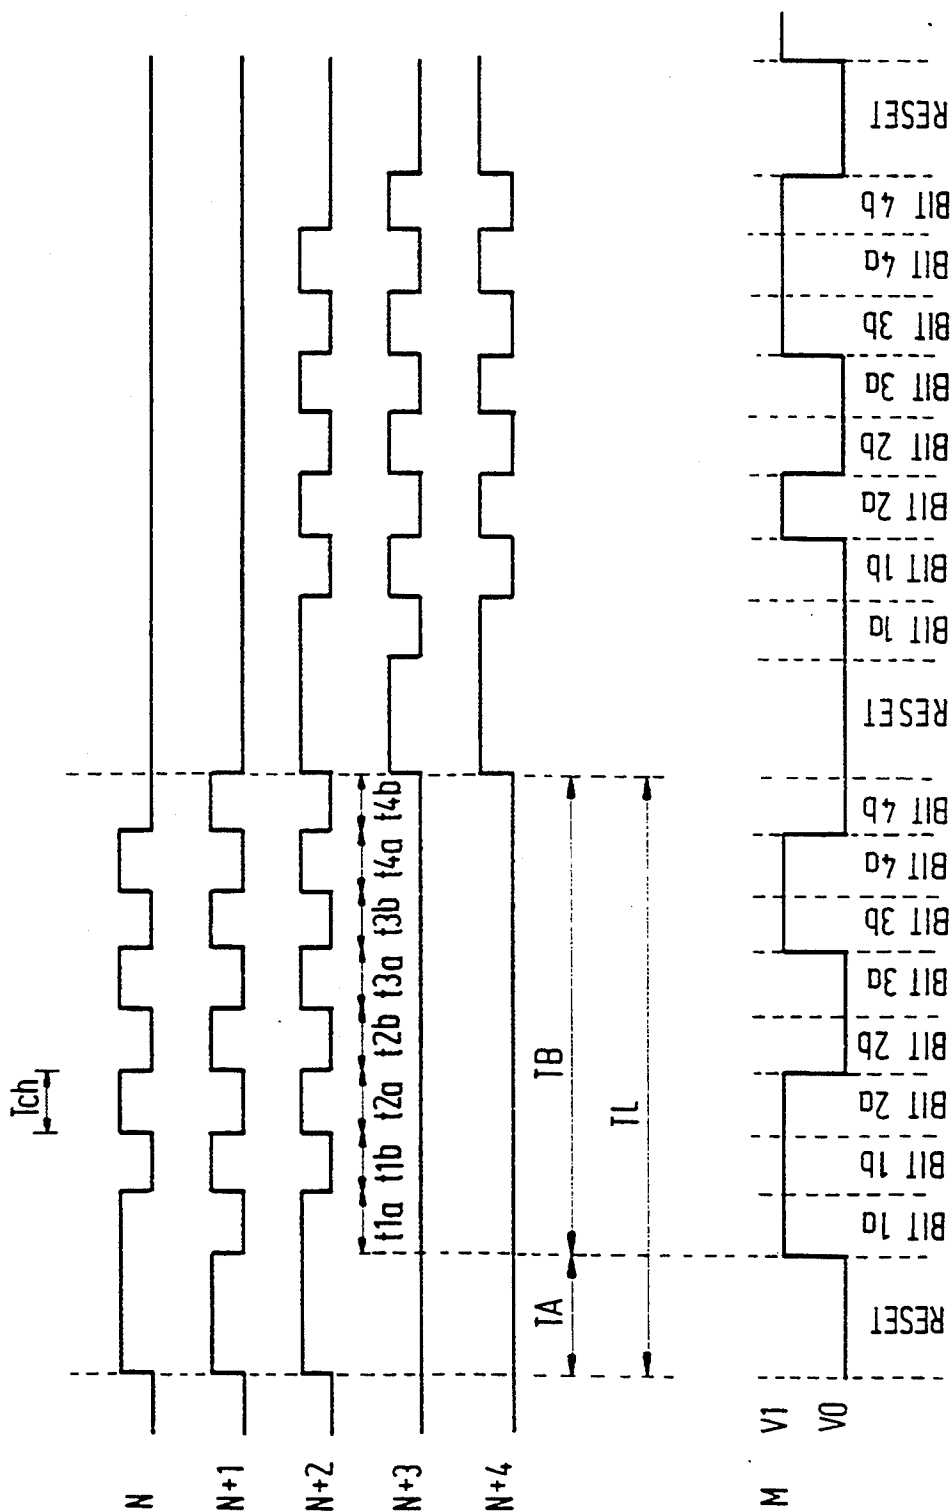 Tch
N
N+1
N+2
t1a t1b t2a t2b t3a t3b t4a t4b
N+3
N+4
TA TB
TL
M V1
V0
RESET BIT 1a BIT 1b BIT 2a BIT 2b BIT 3a BIT 3b BIT 4a BIT 4b RESET BIT 1a BIT 1b BIT 2a BIT 2b BIT 3a BIT 3b BIT 4a BIT 4b RESET